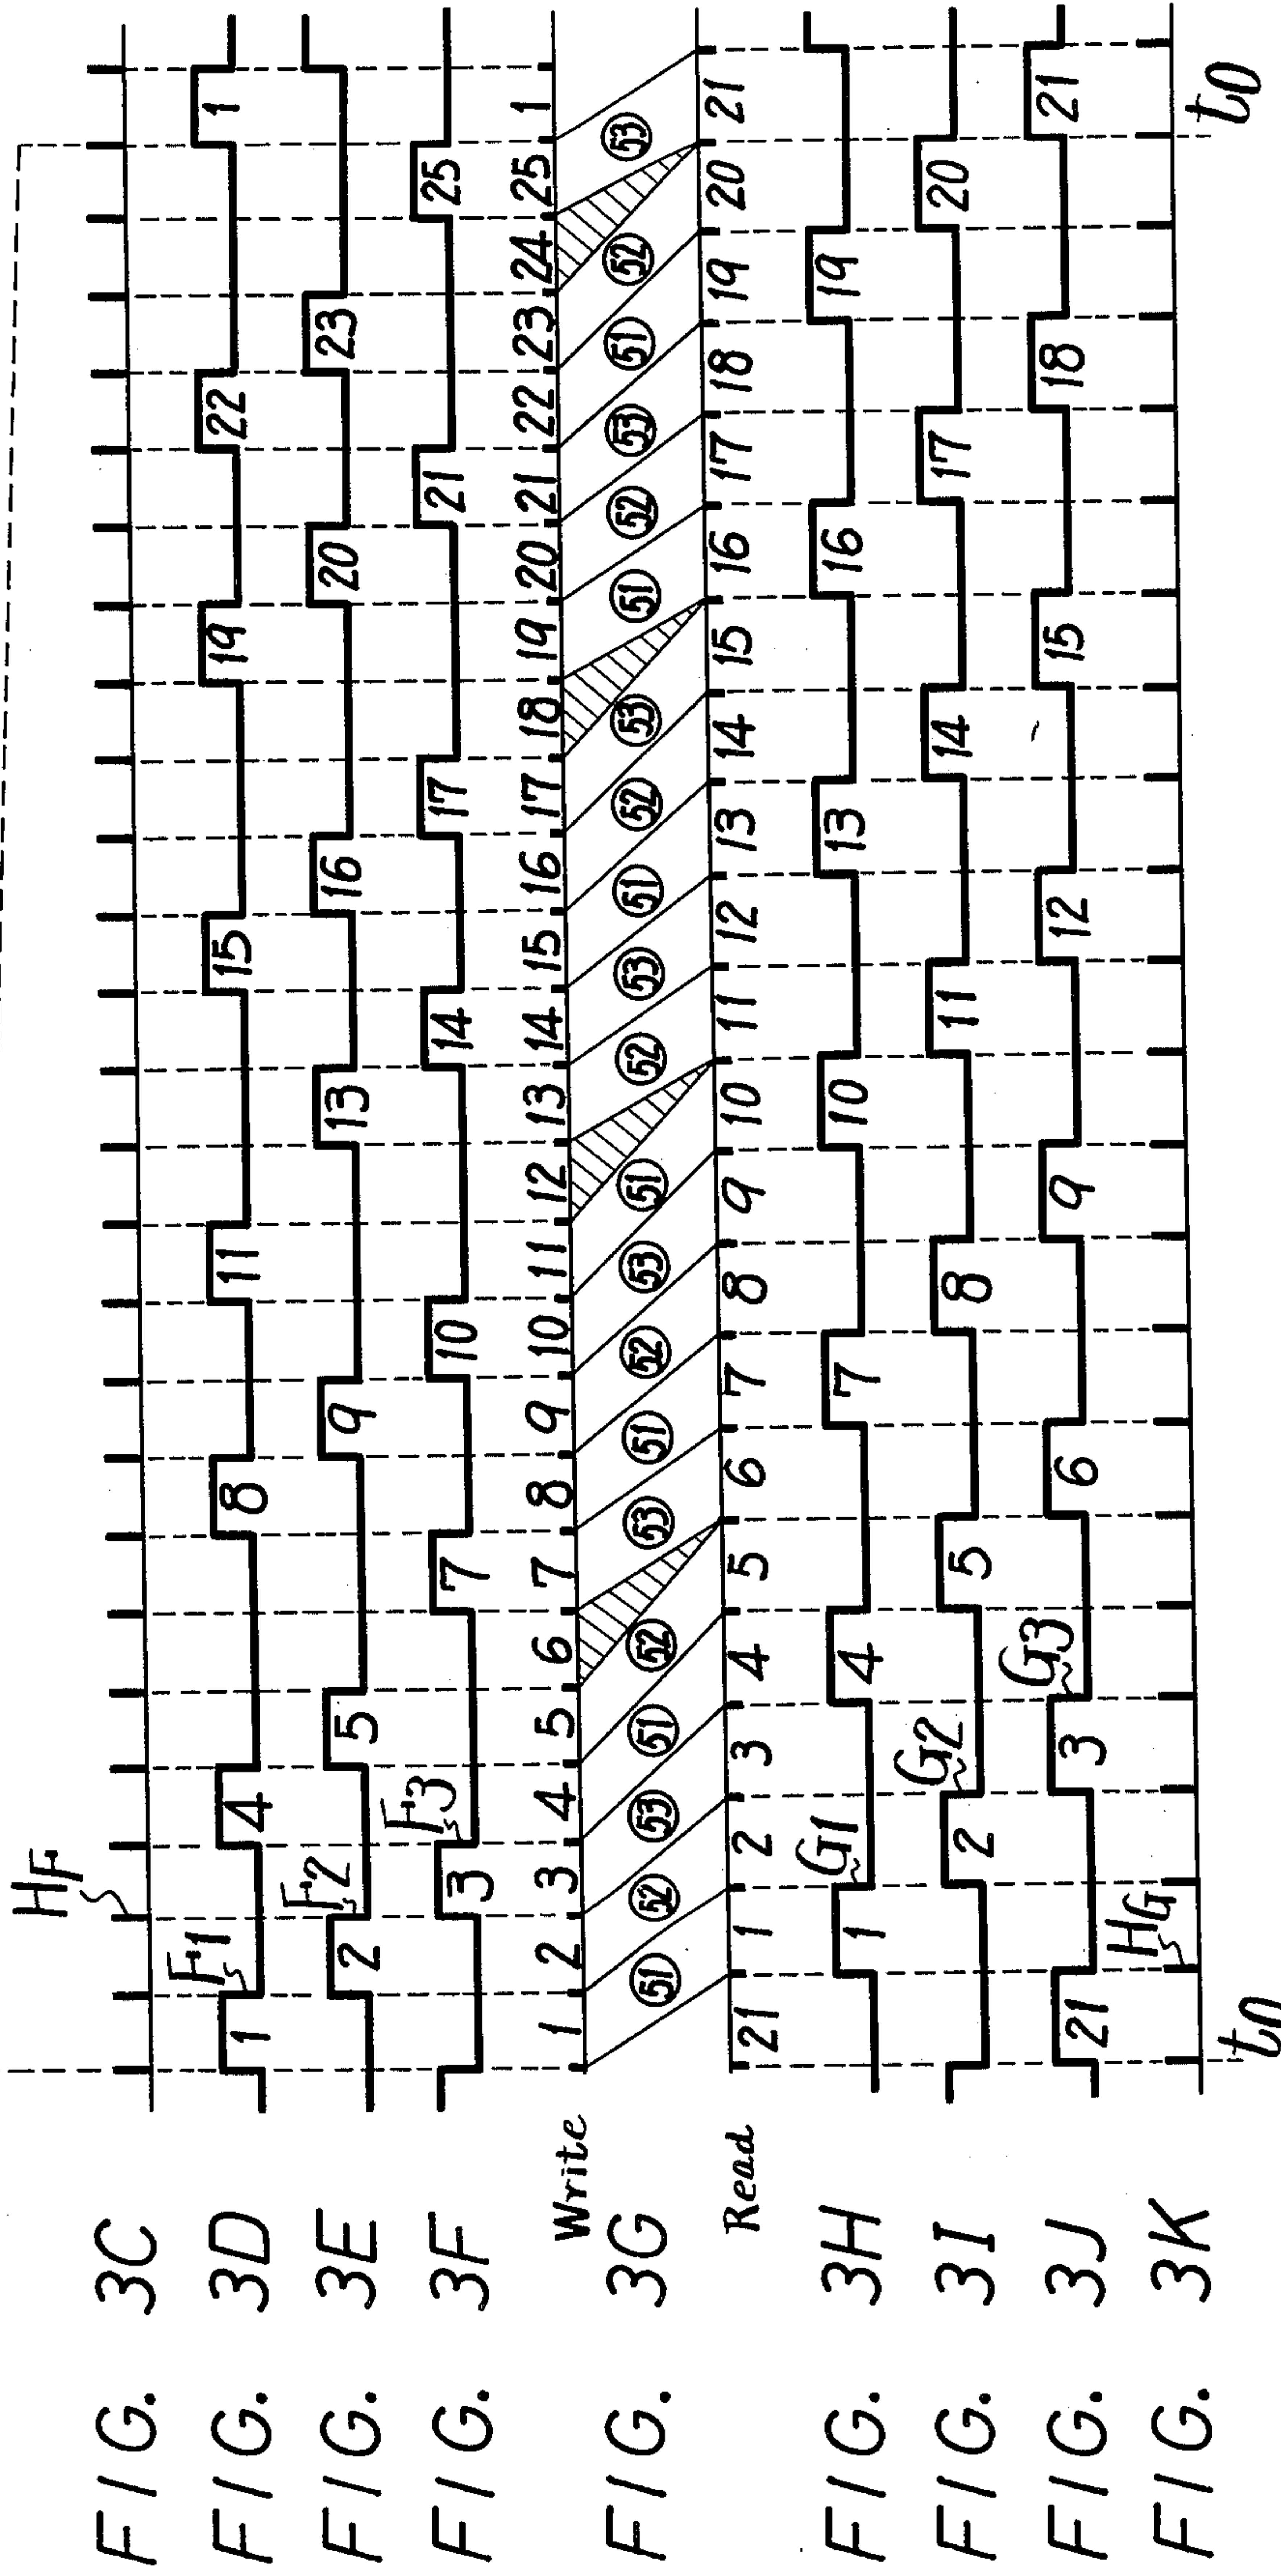 HF
FIG. 3C
F1
FIG. 3D 1 4 8 11 15 19 22 1
F2
FIG. 3E 2 5 9 13 16 20 23
F3
FIG. 3F 3 7 10 14 17 21 25
Write 1 2 3 4 5 6 7 8 9 10 11 12 13 14 15 16 17 18 19 20 21 22 23 24 25 1
FIG. 3G 51 52 53 51 52 53 51 52 53 51 52 53 51 52 53 51 52 53 51 52 53
Read 21 1 2 3 4 5 6 7 8 9 10 11 12 13 14 15 16 17 18 19 20 21
G1
FIG. 3H 1 4 7 10 13 16 19
G2
FIG. 3I 2 5 8 11 14 17 20
G3
FIG. 3J 21 3 6 9 12 15 18 21
HG
FIG. 3K
t0 t0